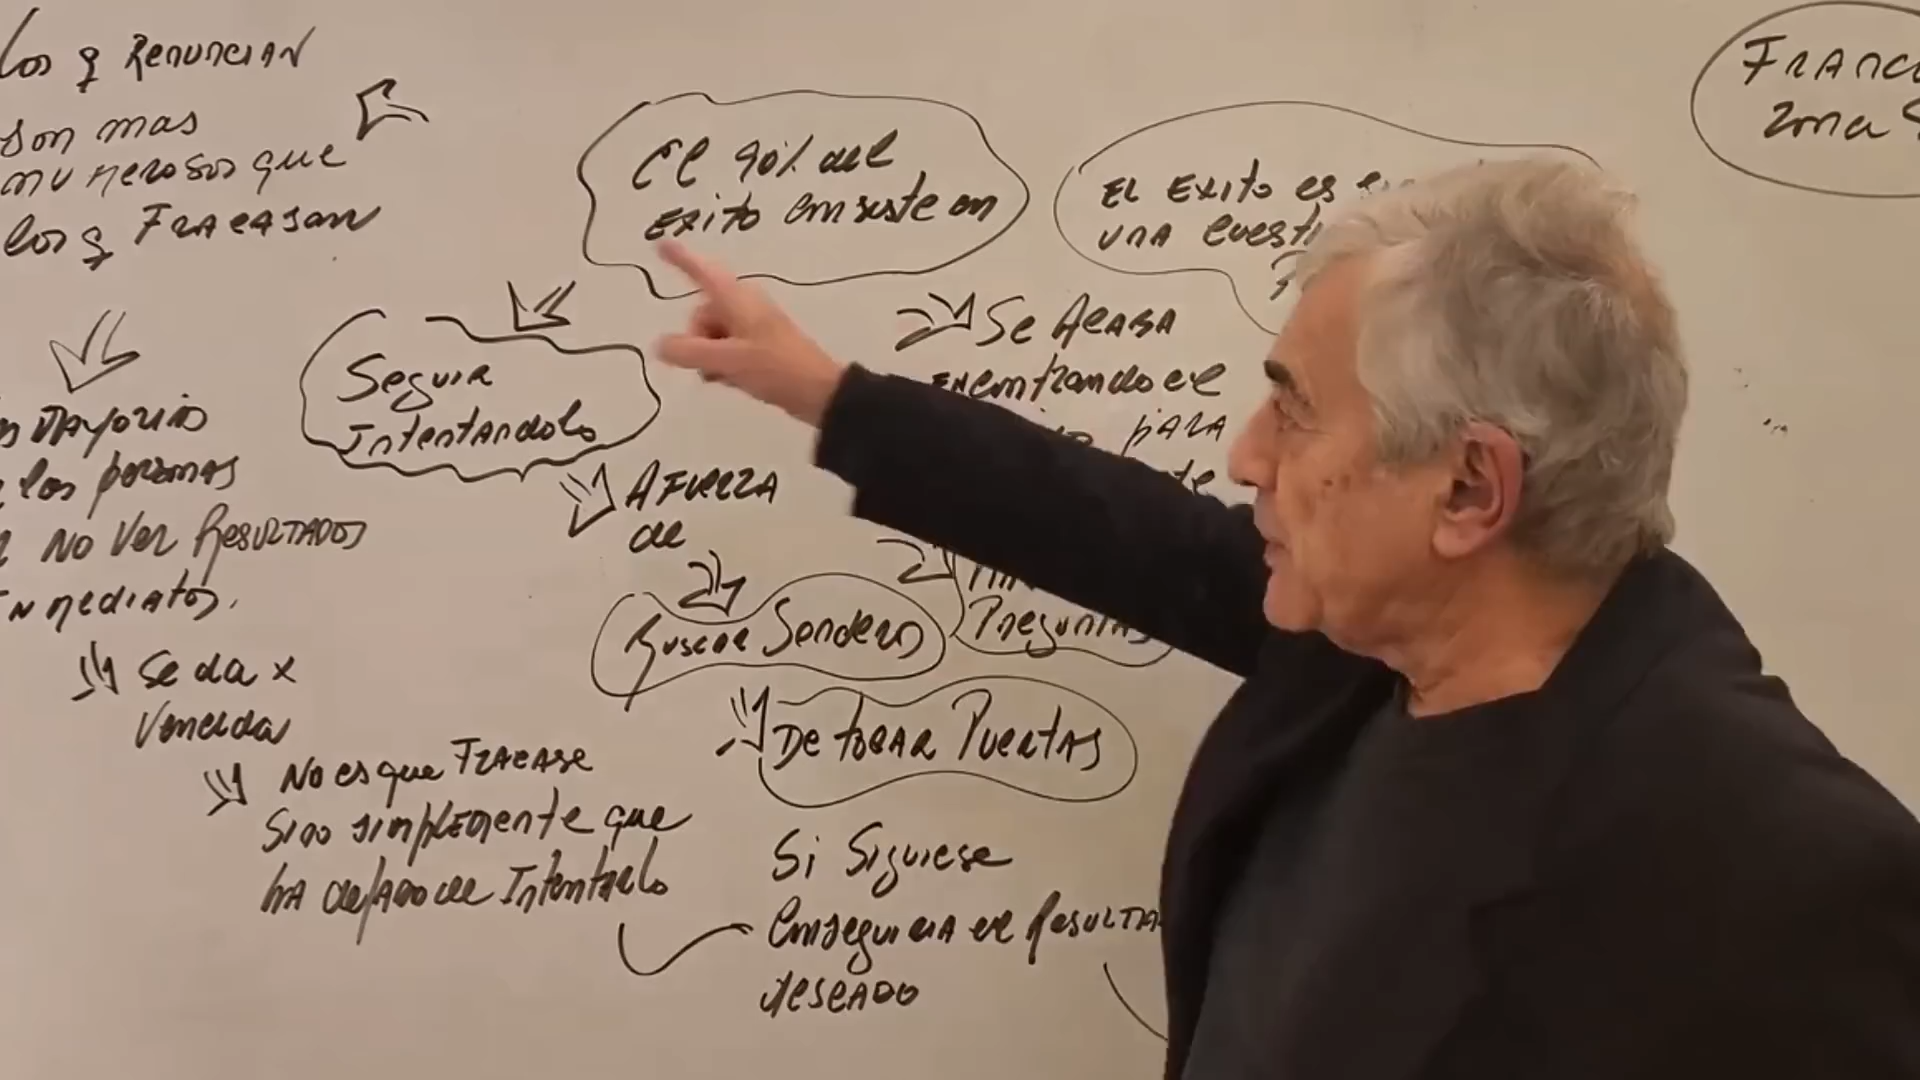 los q RenunciAN
son mas
numerosos que
los q FRACASAN
MAYORIA
los personas
NO Ver RESULTADOS
INmediatos.
Se da x
Vencida
No es que FRACASE
Sino simplemente que
hA dejado de Intentarlo
El 90% del
EXITO consiste en
Seguir
Intentandolo
A FUERZA
de
Buscar Senderos
Preguntas
De tocar Puertas
Si Siguiese
Conseguiria el RESULTA
deseado
EL EXITO es
UNA
Se AcaBA
ENcontrando el
PARA
FRANC
zona